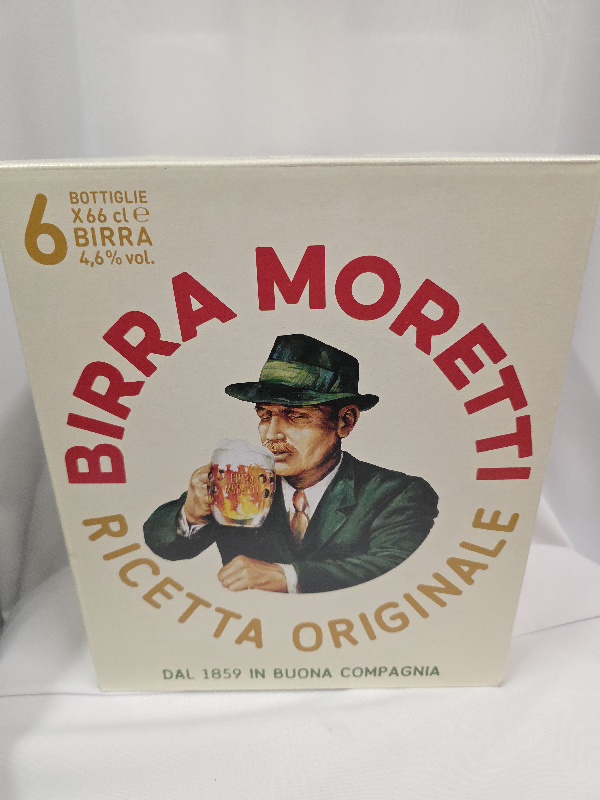 6 BOTTIGLIE
X 66 cl ℮
BIRRA
4,6% vol.
BIRRA MORETTI
RICETTA ORIGINALE
DAL 1859 IN BUONA COMPAGNIA